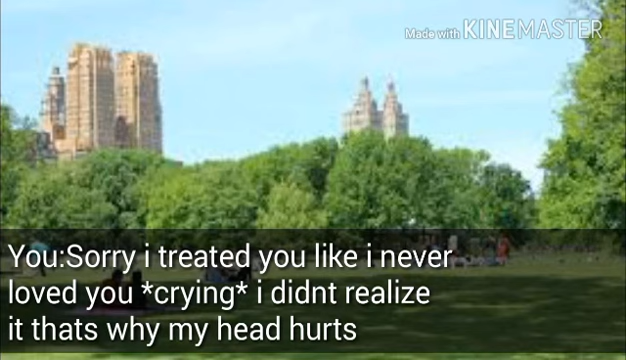 Made with KINEMASTER
You:Sorry i treated you like i never
loved you *crying* i didnt realize
it thats why my head hurts